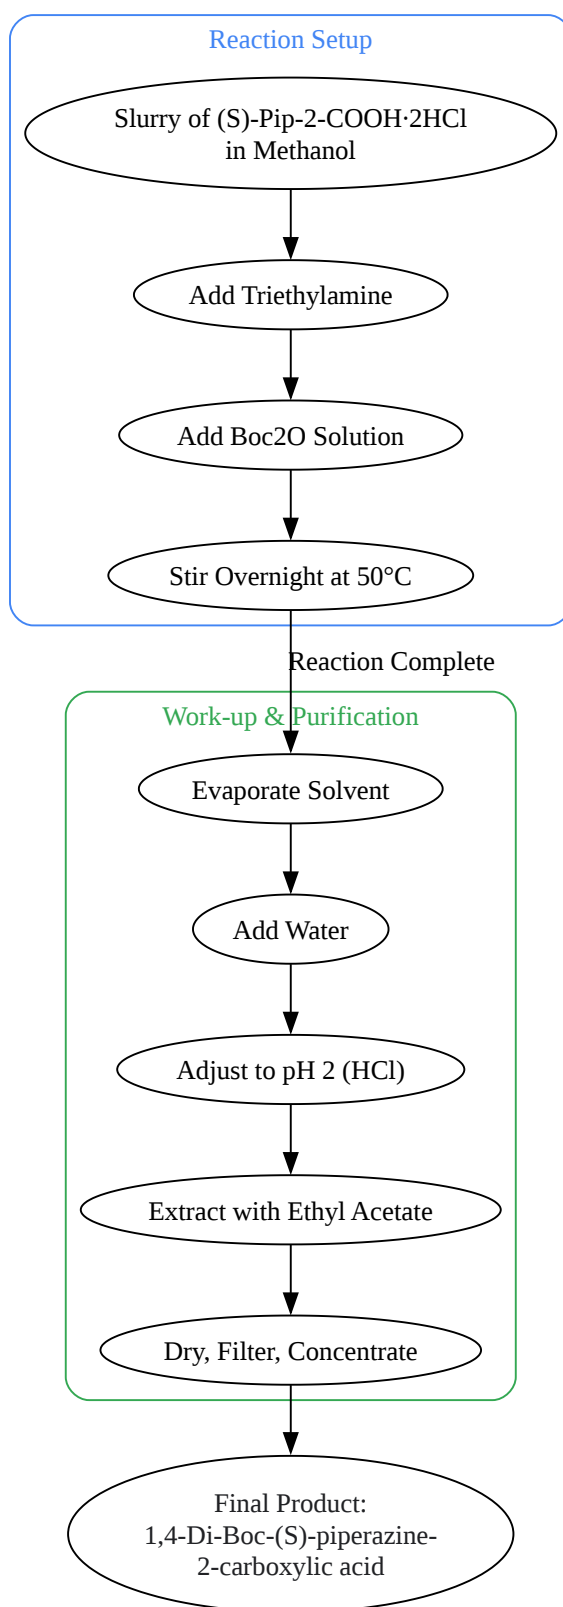 Reaction Setup
Slurry of (S)-Pip-2-COOH·2HCl
in Methanol
Add Triethylamine
Add Boc2O Solution
Stir Overnight at 50°C
Reaction Complete
Work-up & Purification
Evaporate Solvent
Add Water
Adjust to pH 2 (HCl)
Extract with Ethyl Acetate
Dry, Filter, Concentrate
Final Product:
1,4-Di-Boc-(S)-piperazine-
2-carboxylic acid